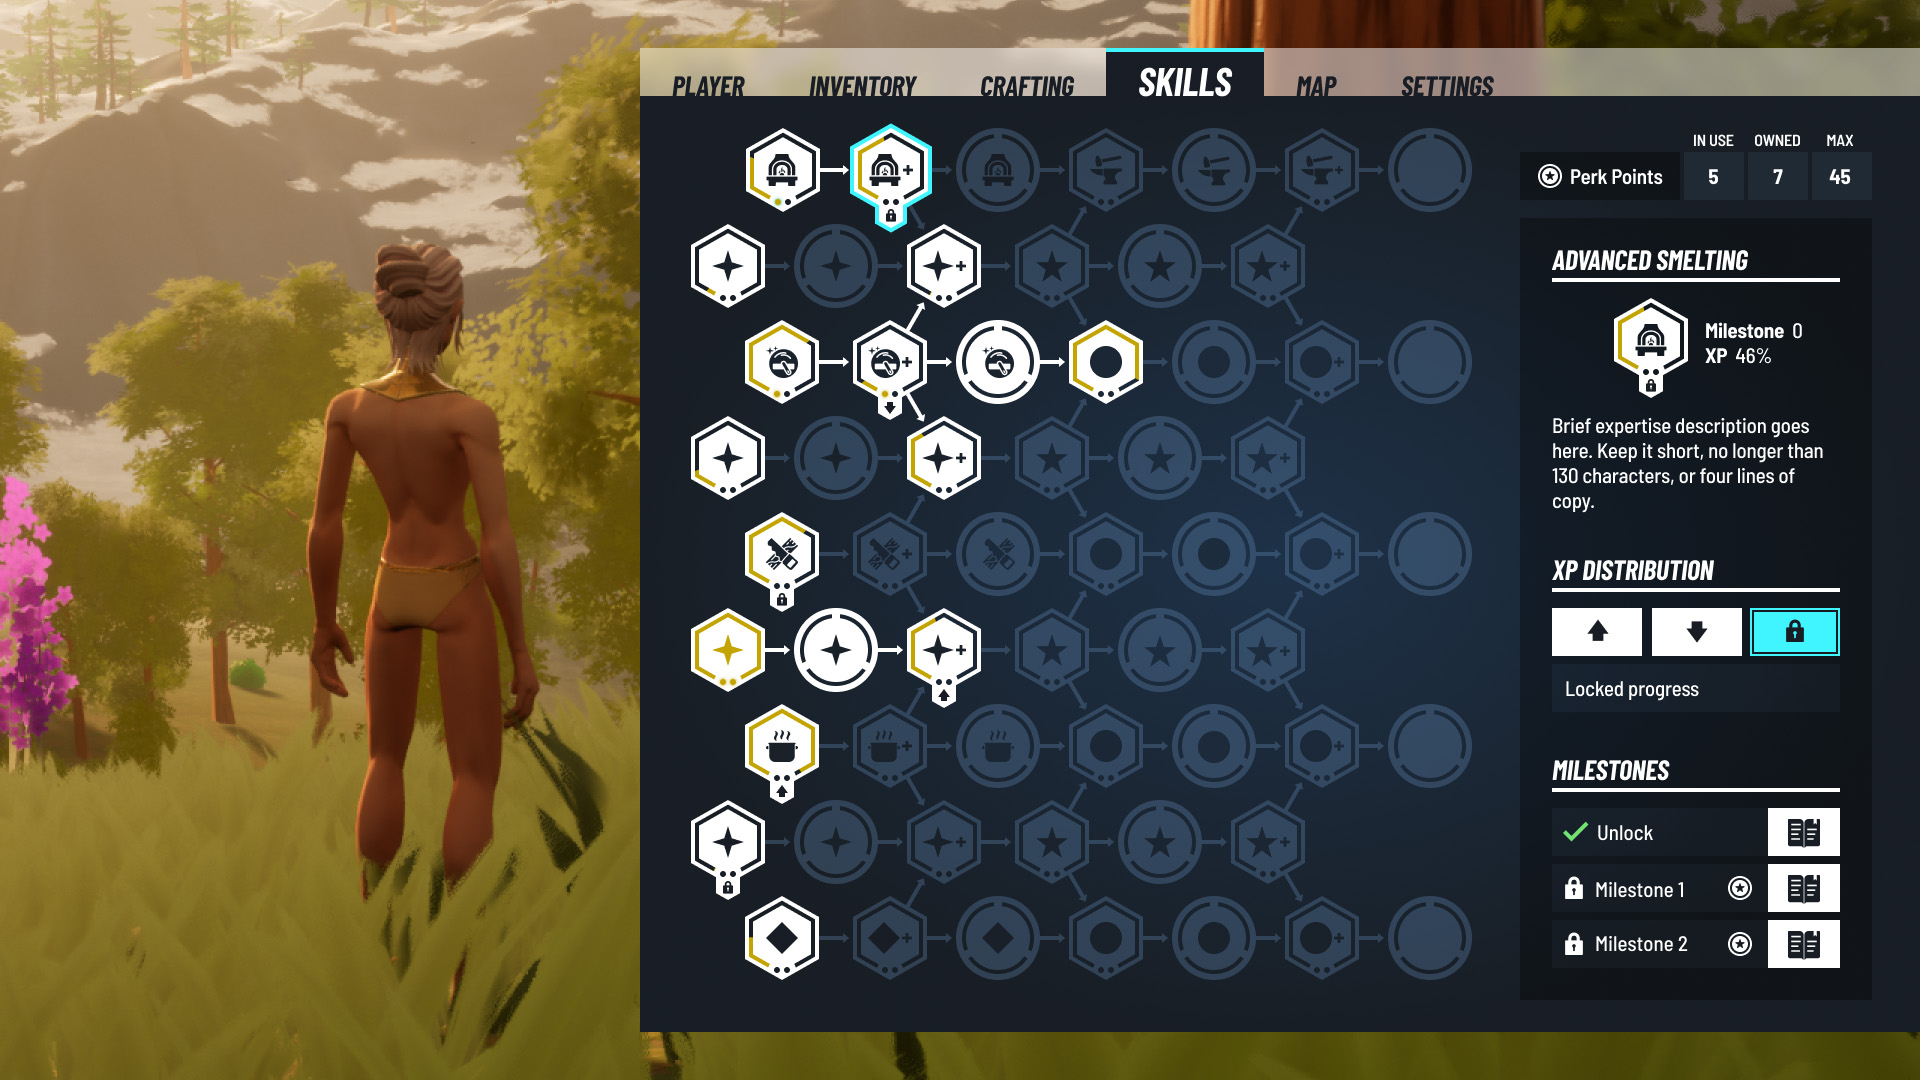 PLAYER
INVENTORY
CRAFTING
SKILLS
MAP
SETTINGS
IN USE
OWNED
MAX
Perk Points
5
7
45
ADVANCED SMELTING
Milestone 0
XP 46%
Brief expertise description goes
here. Keep it short, no longer than
130 characters, or four lines of
copy.
XP DISTRIBUTION
Locked progress
MILESTONES
Unlock
Milestone 1
Milestone 2